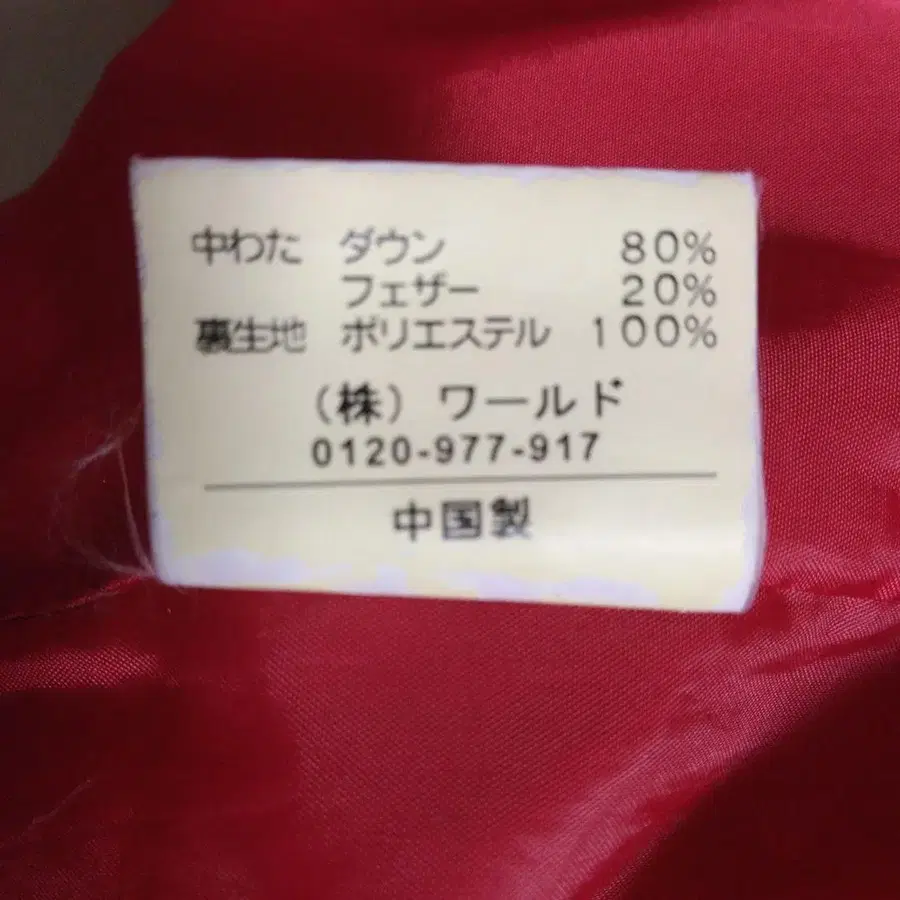 中わた ダウン 80%
フェザー 20%
裏生地 ポリエステル 100%
（株）ワールド
0120-977-917
中国製